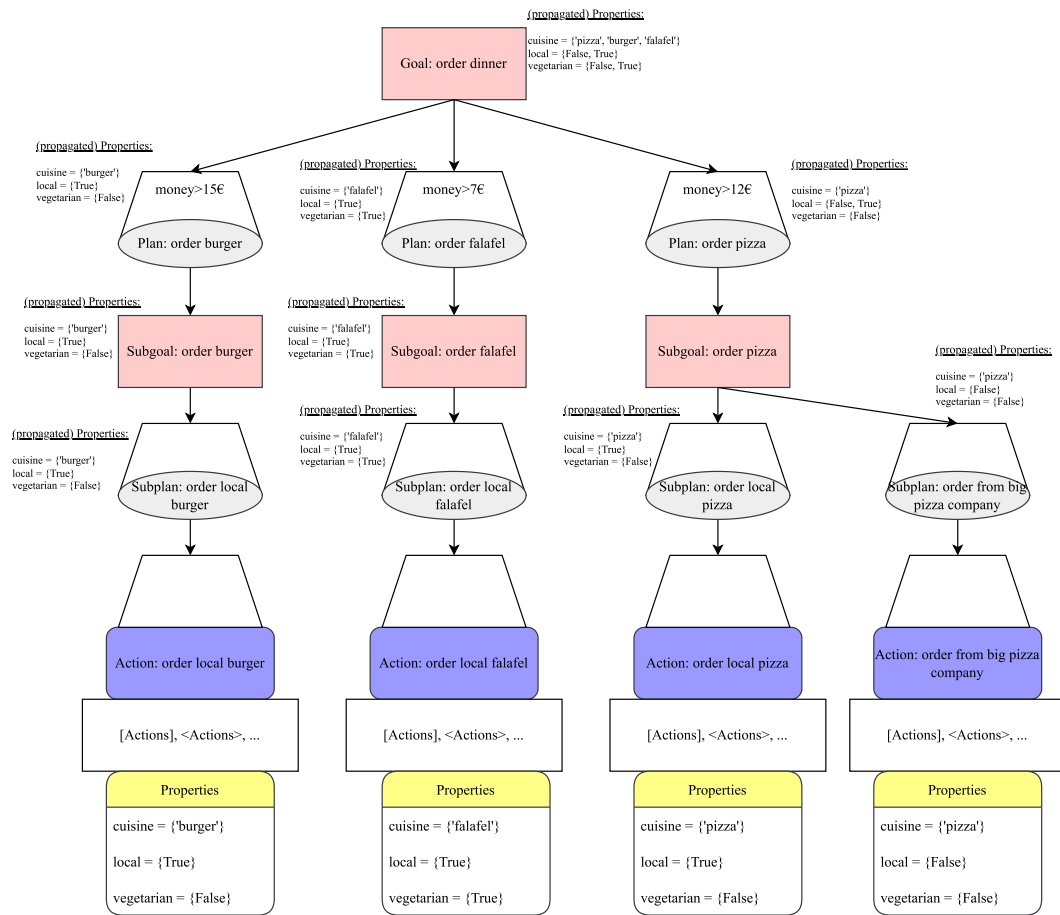 (propagated) Properties:
cuisine = {'pizza', 'burger', 'falafel'}
local = {False, True}
vegetarian = {False, True}
Goal: order dinner
(propagated) Properties:
cuisine = {'burger'}
local = {True}
vegetarian = {False}
money>15€
Plan: order burger
(propagated) Properties:
cuisine = {'falafel'}
local = {True}
vegetarian = {True}
money>7€
Plan: order falafel
money>12€
Plan: order pizza
(propagated) Properties:
cuisine = {'pizza'}
local = {False, True}
vegetarian = {False}
(propagated) Properties:
cuisine = {'burger'}
local = {True}
vegetarian = {False}
Subgoal: order burger
(propagated) Properties:
cuisine = {'falafel'}
local = {True}
vegetarian = {True}
Subgoal: order falafel
Subgoal: order pizza
(propagated) Properties:
cuisine = {'pizza'}
local = {False}
vegetarian = {False}
(propagated) Properties:
cuisine = {'burger'}
local = {True}
vegetarian = {False}
Subplan: order local
burger
(propagated) Properties:
cuisine = {'falafel'}
local = {True}
vegetarian = {True}
Subplan: order local
falafel
(propagated) Properties:
cuisine = {'pizza'}
local = {True}
vegetarian = {False}
Subplan: order local
pizza
Subplan: order from big
pizza company
Action: order local burger
Action: order local falafel
Action: order local pizza
Action: order from big pizza
company
[Actions], <Actions>, ...
[Actions], <Actions>, ...
[Actions], <Actions>, ...
[Actions], <Actions>, ...
Properties
cuisine = {'burger'}
local = {True}
vegetarian = {False}
Properties
cuisine = {'falafel'}
local = {True}
vegetarian = {True}
Properties
cuisine = {'pizza'}
local = {True}
vegetarian = {False}
Properties
cuisine = {'pizza'}
local = {False}
vegetarian = {False}